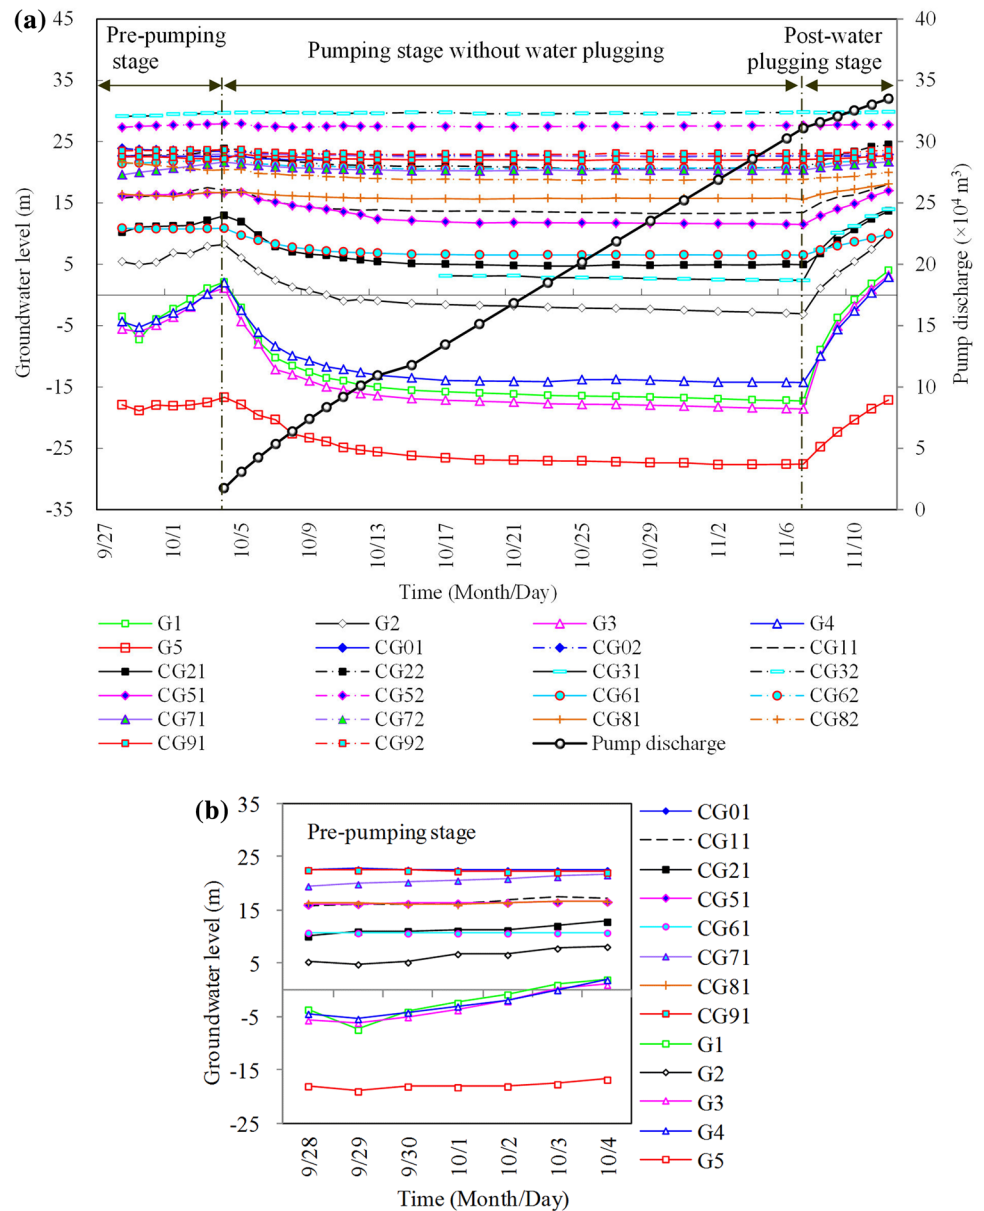 (a)
Pre-pumping
stage
Pumping stage without water plugging
Post-water
plugging stage
Groundwater level (m)
45
35
25
15
5
-5
-15
-25
-35
Pump discharge (×10⁴ m³)
40
35
30
25
20
15
10
5
0
9/27
10/1
10/5
10/9
10/13
10/17
10/21
10/25
10/29
11/2
11/6
11/10
Time (Month/Day)
G1 G2 G3 G4
G5 CG01 CG02 CG11
CG21 CG22 CG31 CG32
CG51 CG52 CG61 CG62
CG71 CG72 CG81 CG82
CG91 CG92 Pump discharge
(b)
Pre-pumping stage
Groundwater level (m)
35
25
15
5
-5
-15
-25
9/28
9/29
9/30
10/1
10/2
10/3
10/4
Time (Month/Day)
CG01
CG11
CG21
CG51
CG61
CG71
CG81
CG91
G1
G2
G3
G4
G5